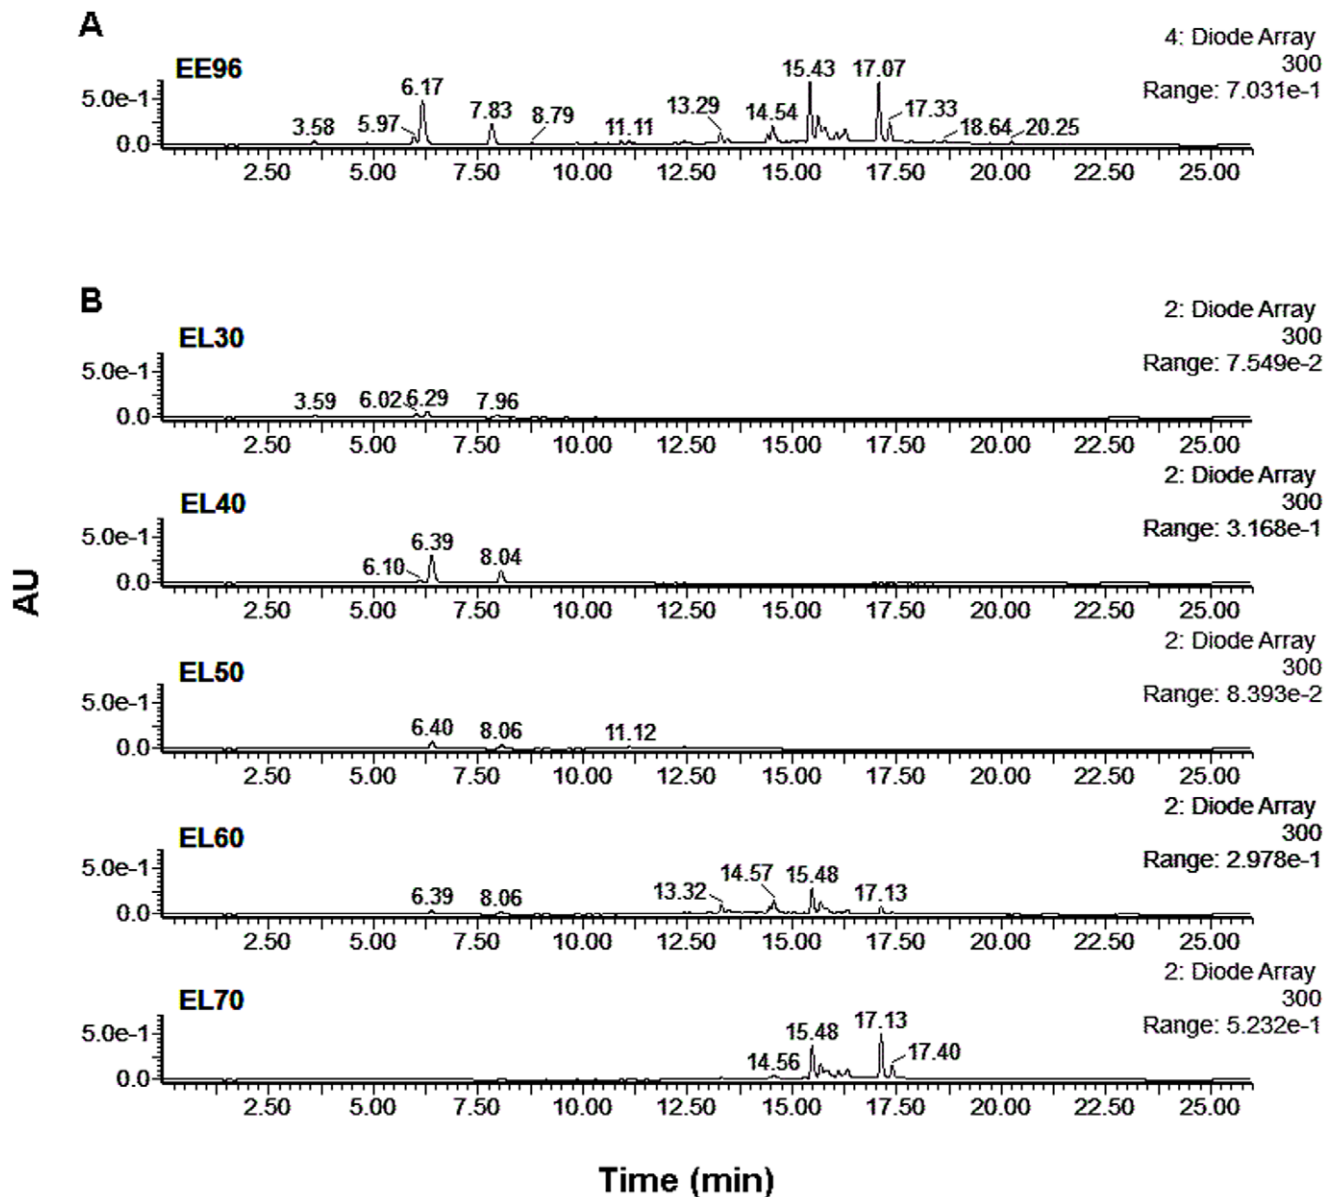 A
EE96
4: Diode Array
300
Range: 7.031e-1
5.0e-1
0.0
3.58 5.97 6.17 7.83 8.79 11.11 13.29 14.54 15.43 17.07 17.33 18.64 20.25
2.50 5.00 7.50 10.00 12.50 15.00 17.50 20.00 22.50 25.00
B
EL30
2: Diode Array
300
Range: 7.549e-2
5.0e-1
0.0
3.59 6.02 6.29 7.96
2.50 5.00 7.50 10.00 12.50 15.00 17.50 20.00 22.50 25.00
EL40
2: Diode Array
300
Range: 3.168e-1
5.0e-1
0.0
6.10 6.39 8.04
2.50 5.00 7.50 10.00 12.50 15.00 17.50 20.00 22.50 25.00
AU
EL50
2: Diode Array
300
Range: 8.393e-2
5.0e-1
0.0
6.40 8.06 11.12
2.50 5.00 7.50 10.00 12.50 15.00 17.50 20.00 22.50 25.00
EL60
2: Diode Array
300
Range: 2.978e-1
5.0e-1
0.0
6.39 8.06 13.32 14.57 15.48 17.13
2.50 5.00 7.50 10.00 12.50 15.00 17.50 20.00 22.50 25.00
EL70
2: Diode Array
300
Range: 5.232e-1
5.0e-1
0.0
14.56 15.48 17.13 17.40
2.50 5.00 7.50 10.00 12.50 15.00 17.50 20.00 22.50 25.00
Time (min)